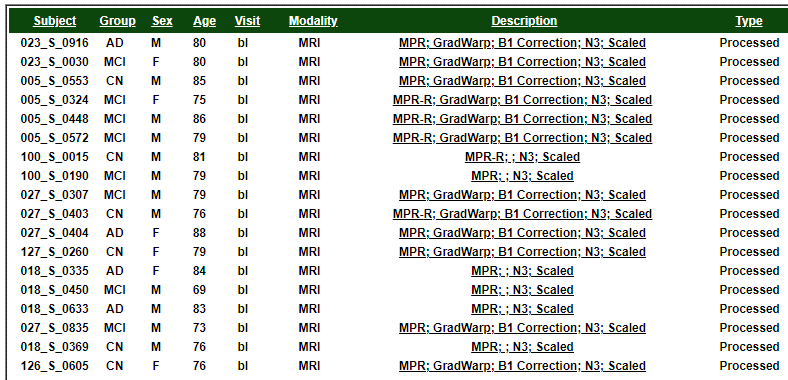 Subject Group Sex Age Visit Modality Description Type
023_S_0916 AD M 80 bl MRI MPR; GradWarp; B1 Correction; N3; Scaled Processed
023_S_0030 MCI F 80 bl MRI MPR; GradWarp; B1 Correction; N3; Scaled Processed
005_S_0553 CN M 85 bl MRI MPR; GradWarp; B1 Correction; N3; Scaled Processed
005_S_0324 MCI F 75 bl MRI MPR-R; GradWarp; B1 Correction; N3; Scaled Processed
005_S_0448 MCI M 86 bl MRI MPR-R; GradWarp; B1 Correction; N3; Scaled Processed
005_S_0572 MCI M 79 bl MRI MPR-R; GradWarp; B1 Correction; N3; Scaled Processed
100_S_0015 CN M 81 bl MRI MPR-R; ; N3; Scaled Processed
100_S_0190 MCI M 79 bl MRI MPR; ; N3; Scaled Processed
027_S_0307 MCI M 79 bl MRI MPR; GradWarp; B1 Correction; N3; Scaled Processed
027_S_0403 CN M 76 bl MRI MPR-R; GradWarp; B1 Correction; N3; Scaled Processed
027_S_0404 AD F 88 bl MRI MPR; GradWarp; B1 Correction; N3; Scaled Processed
127_S_0260 CN F 79 bl MRI MPR; GradWarp; B1 Correction; N3; Scaled Processed
018_S_0335 AD F 84 bl MRI MPR; ; N3; Scaled Processed
018_S_0450 MCI M 69 bl MRI MPR; ; N3; Scaled Processed
018_S_0633 AD M 83 bl MRI MPR; ; N3; Scaled Processed
027_S_0835 MCI M 73 bl MRI MPR; GradWarp; B1 Correction; N3; Scaled Processed
018_S_0369 CN M 76 bl MRI MPR; ; N3; Scaled Processed
126_S_0605 CN F 76 bl MRI MPR; GradWarp; B1 Correction; N3; Scaled Processed